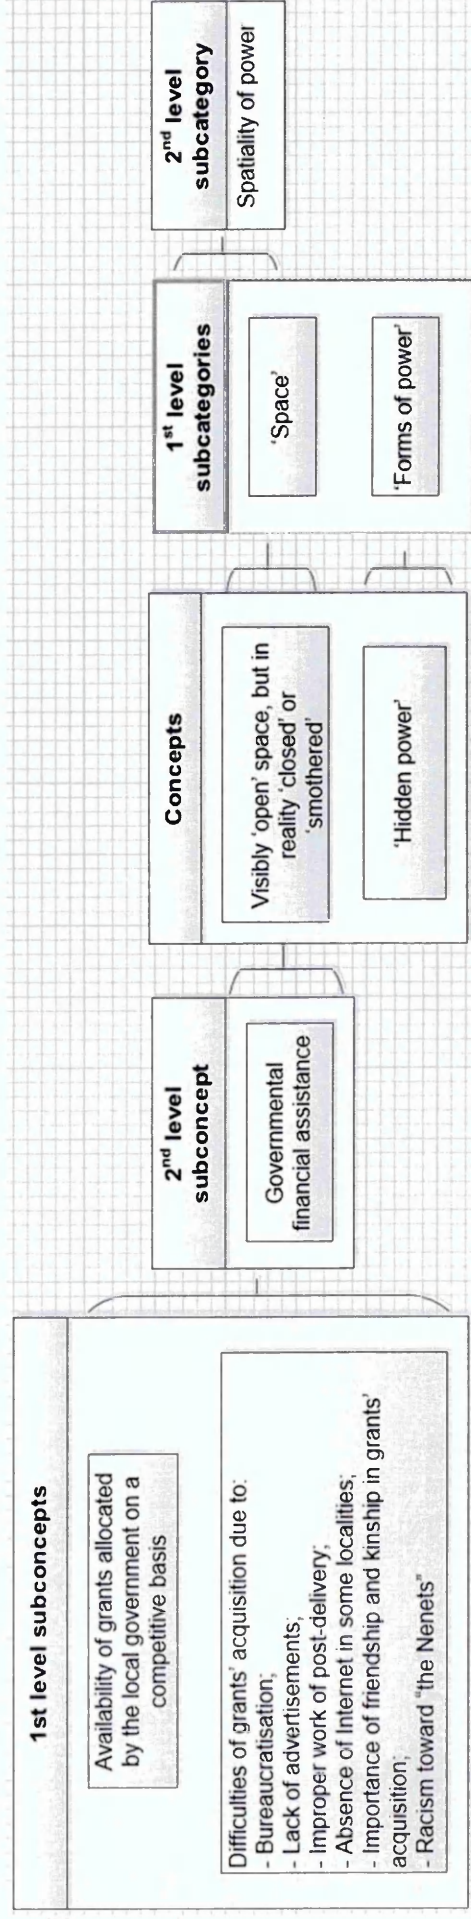 1st level subconcepts
Availability of grants allocated
by the local government on a
competitive basis
Difficulties of grants' acquisition due to:
- Bureaucratisation;
- Lack of advertisements;
- Improper work of post-delivery;
- Absence of Internet in some localities;
- Importance of friendship and kinship in grants'
acquisition;
- Racism toward "the Nenets"
2nd level
subconcept
Governmental
financial assistance
Concepts
Visibly 'open' space, but in
reality 'closed' or
'smothered'
'Hidden power'
1st level
subcategories
'Space'
'Forms of power'
2nd level
subcategory
Spatiality of power